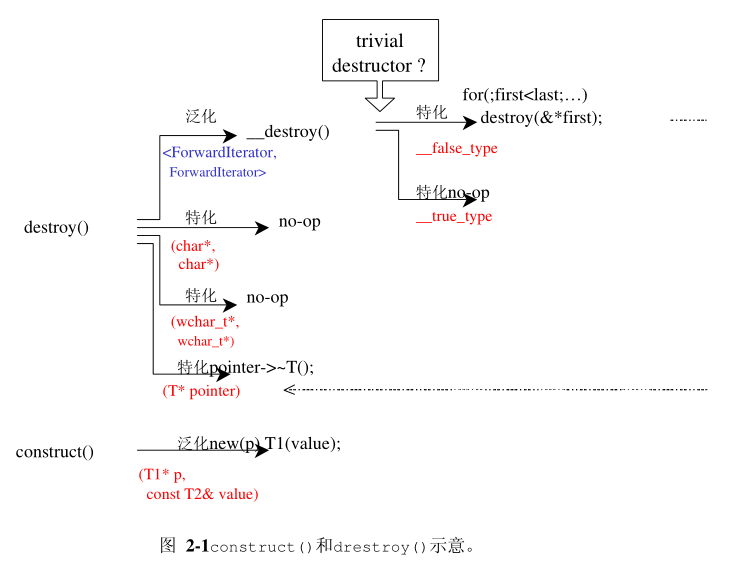 trivial
destructor ?
for(;first<last;…)
泛化
特化
destroy(&*first);
__destroy()
<ForwardIterator,
ForwardIterator>
__false_type
特化no-op
__true_type
destroy()
特化
no-op
(char*,
char*)
特化
no-op
(wchar_t*,
wchar_t*)
特化pointer->~T();
(T* pointer)
construct()
泛化new(p) T1(value);
(T1* p,
const T2& value)
图 2-1construct()和drestroy()示意。